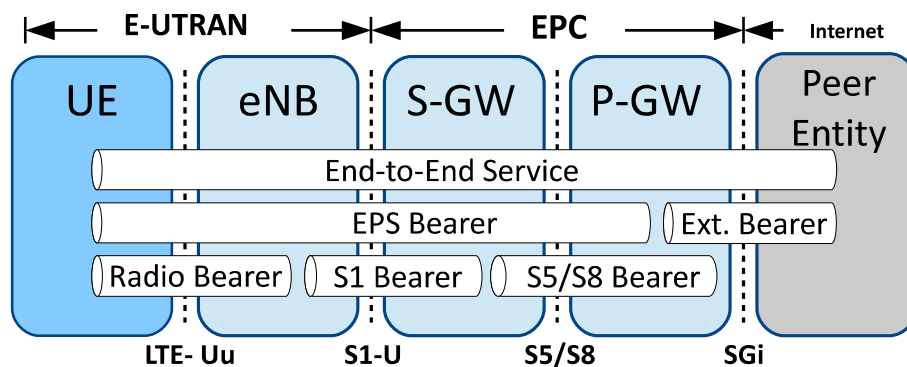 E-UTRAN EPC Internet
UE eNB S-GW P-GW Peer
Entity
End-to-End Service
EPS Bearer Ext. Bearer
Radio Bearer S1 Bearer S5/S8 Bearer
LTE- Uu S1-U S5/S8 SGi